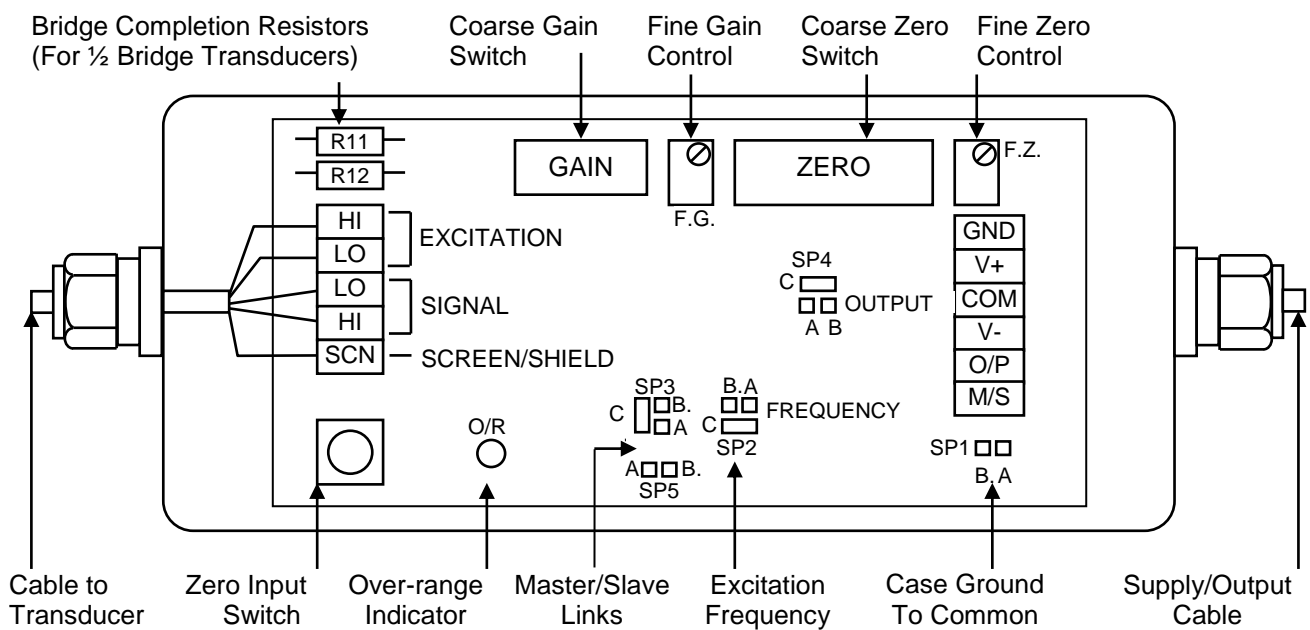 Bridge Completion Resistors
(For ½ Bridge Transducers)
Coarse Gain
Switch
Fine Gain
Control
Coarse Zero
Switch
Fine Zero
Control
R11
R12
GAIN
F.G.
ZERO
F.Z.
HI
LO
EXCITATION
LO
HI
SIGNAL
SCN
SCREEN/SHIELD
GND
V+
COM
V-
O/P
M/S
SP4
C
OUTPUT
A B
O/R
SP3
C
B.
A
A
B.
SP5
B.A
FREQUENCY
C
SP2
SP1
B.A
Cable to
Transducer
Zero Input
Switch
Over-range
Indicator
Master/Slave
Links
Excitation
Frequency
Case Ground
To Common
Supply/Output
Cable